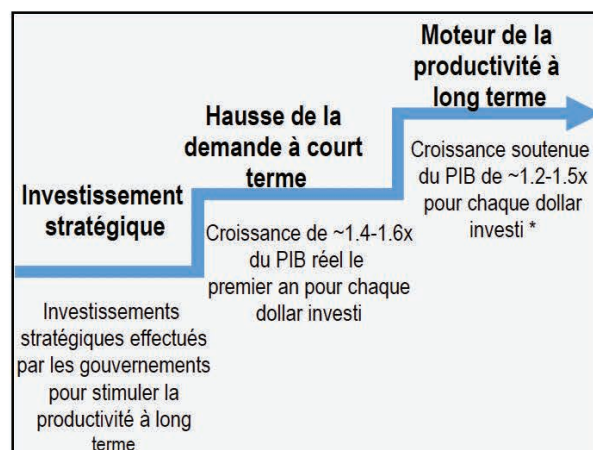 Investissement
stratégique
Investissements
stratégiques effectués
par les gouvernements
pour stimuler la
productivité à long
terme
Hausse de la
demande à court
terme
Croissance de ~1.4-1.6x
du PIB réel le
premier an pour chaque
dollar investi
Moteur de la
productivité à
long terme
Croissance soutenue
du PIB de ~1.2-1.5x
pour chaque dollar
investi *